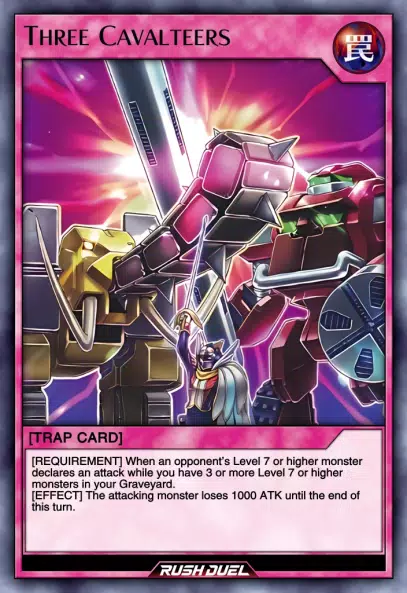 THREE CAVALTEERS
罠
[TRAP CARD]
[REQUIREMENT] When an opponent's Level 7 or higher monster
declares an attack while you have 3 or more Level 7 or higher
monsters in your Graveyard.
[EFFECT] The attacking monster loses 1000 ATK until the end of
this turn.
RUSH DUEL